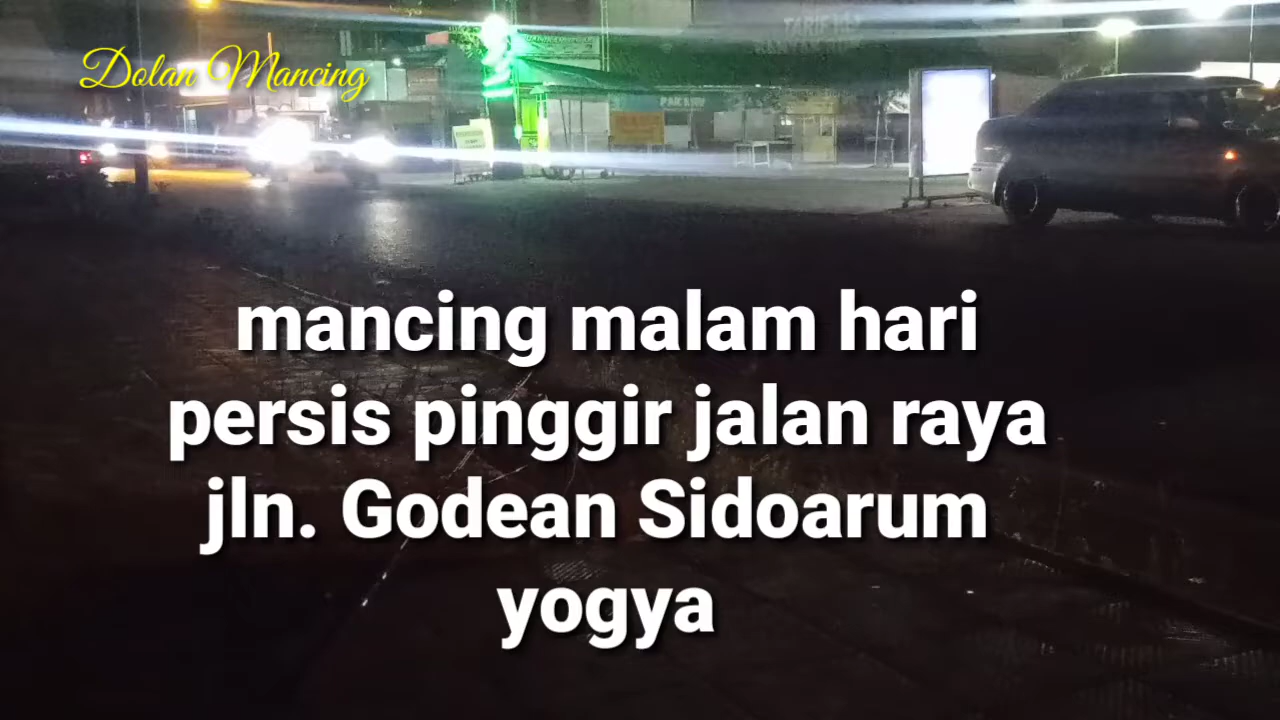 Dolan Mancing
mancing malam hari
persis pinggir jalan raya
jln. Godean Sidoarum
yogya